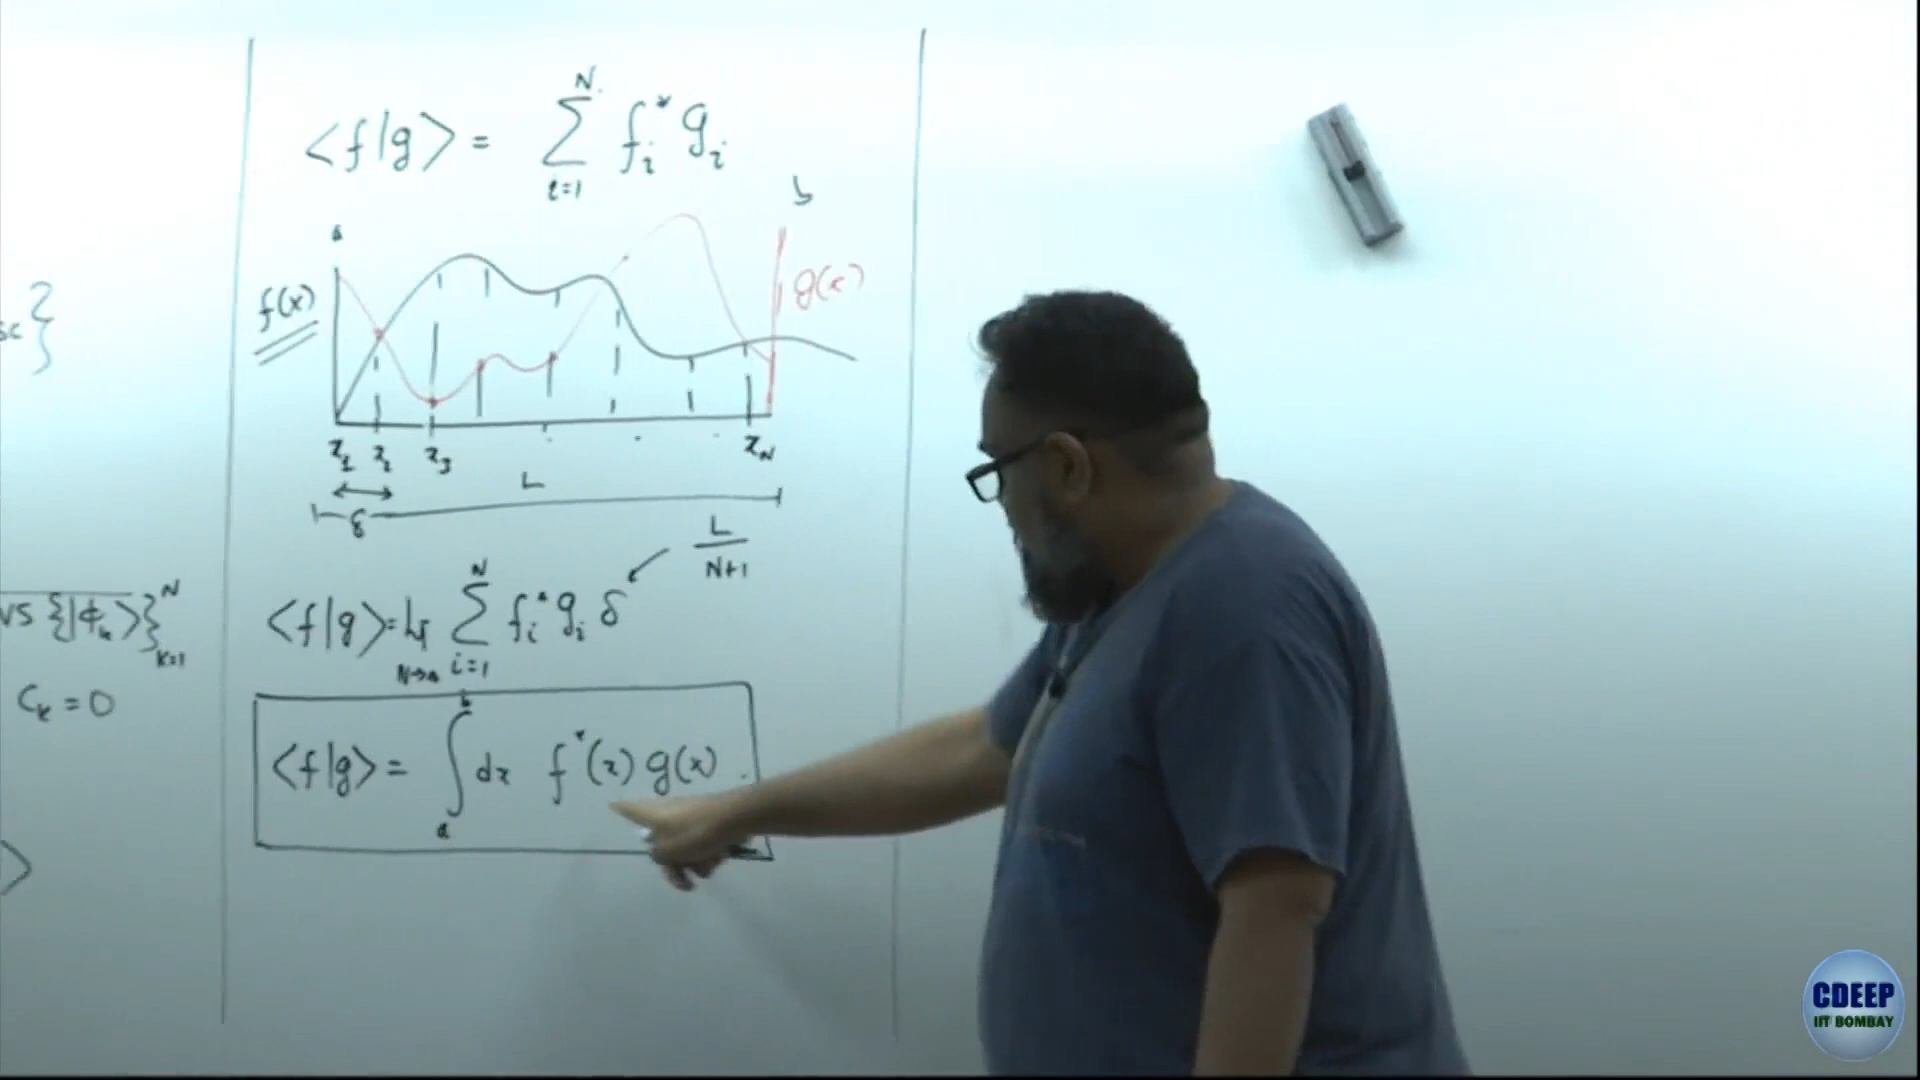 <f|g> = Σ_{i=1}^{N} f_i^* g_i
a
b
f(x)
g(x)
x_1 x_2 x_3 x_N
L
δ
L/(N+1)
<f|g> = Lt_{N→∞} Σ_{i=1}^{N} f_i^* g_i δ
<f|g> = ∫_a^b dx f^*(x) g(x)
}
VS {|φ_k>}_{k=1}^{N}
C_k = 0
>
CDEEP
IIT BOMBAY